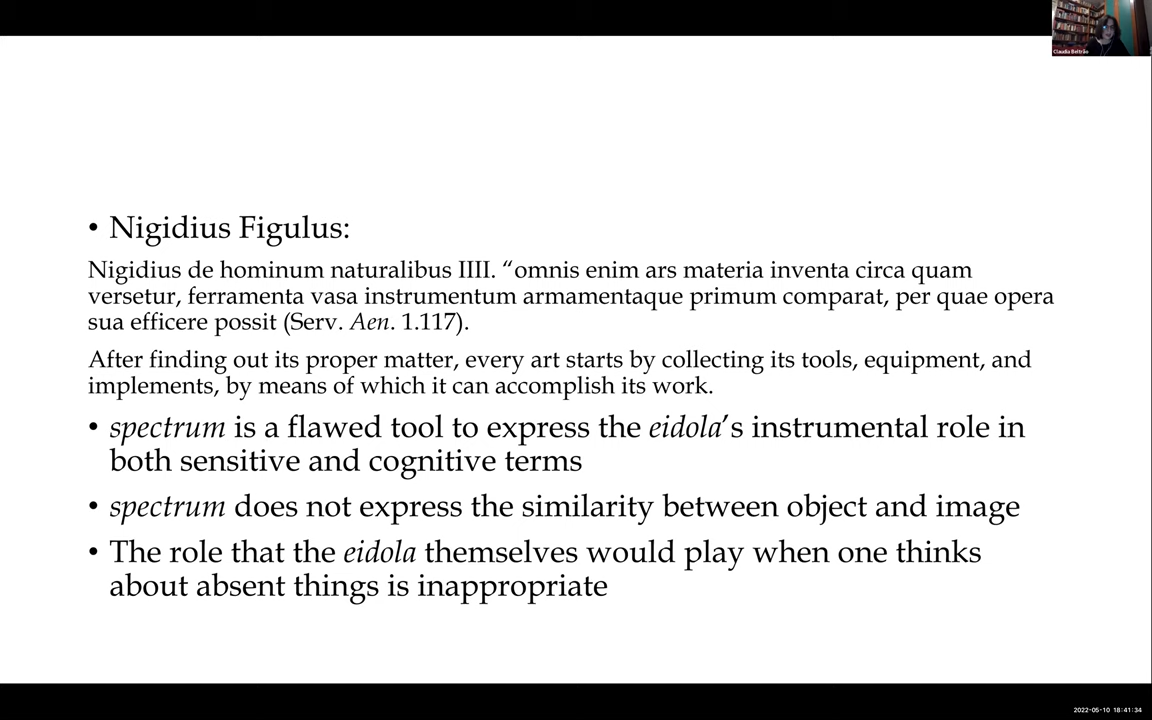 Claudia Beltrão
• Nigidius Figulus:
Nigidius de hominum naturalibus IIII. “omnis enim ars materia inventa circa quam
versetur, ferramenta vasa instrumentum armamentaque primum comparat, per quae opera
sua efficere possit (Serv. Aen. 1.117).
After finding out its proper matter, every art starts by collecting its tools, equipment, and
implements, by means of which it can accomplish its work.
• spectrum is a flawed tool to express the eidola’s instrumental role in
both sensitive and cognitive terms
• spectrum does not express the similarity between object and image
• The role that the eidola themselves would play when one thinks
about absent things is inappropriate
2022-05-10 18:41:34